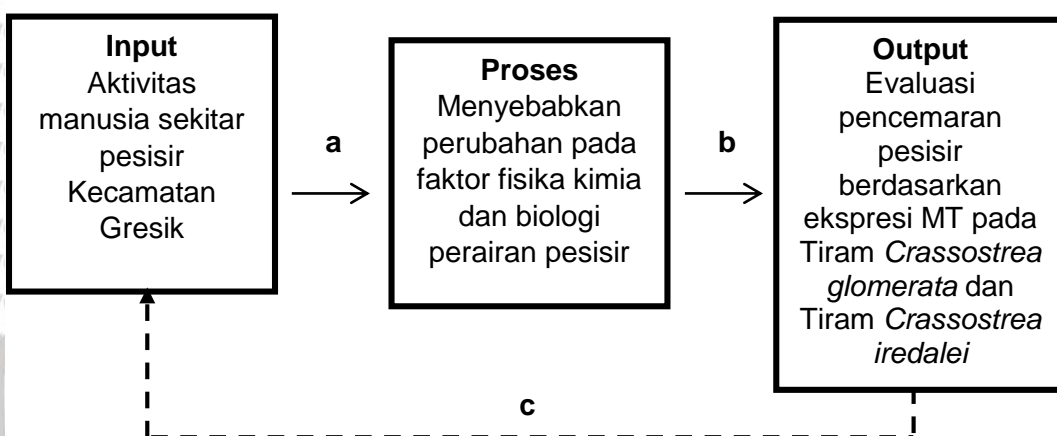 Input
Aktivitas
manusia sekitar
pesisir
Kecamatan
Gresik
a
Proses
Menyebabkan
perubahan pada
faktor fisika kimia
dan biologi
perairan pesisir
b
Output
Evaluasi
pencemaran
pesisir
berdasarkan
ekspresi MT pada
Tiram Crassostrea
glomerata dan
Tiram Crassostrea
iredalei
c